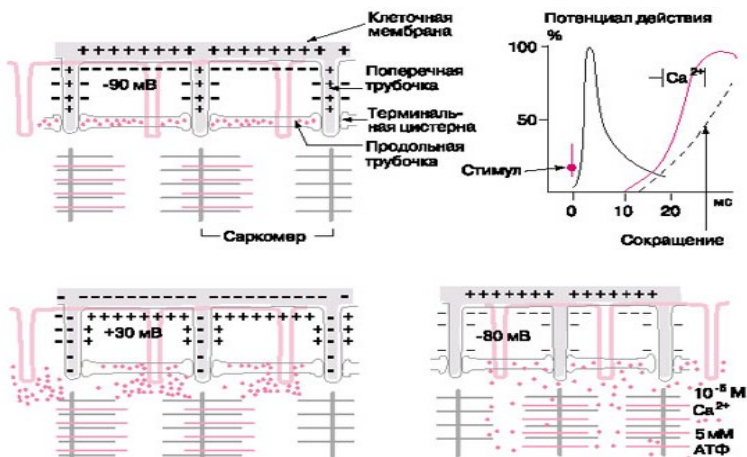 Клеточная
мембрана
-90 мВ
Поперечная
трубочка
Терминаль-
ная цистерна
Продольная
трубочка
Саркомер
Потенциал действия
%
100
50
Ca²⁺
Стимул
0
10
20
мс
Сокращение
+30 мВ
-80 мВ
10⁻⁵ М
Ca²⁺
5 мМ
АТФ